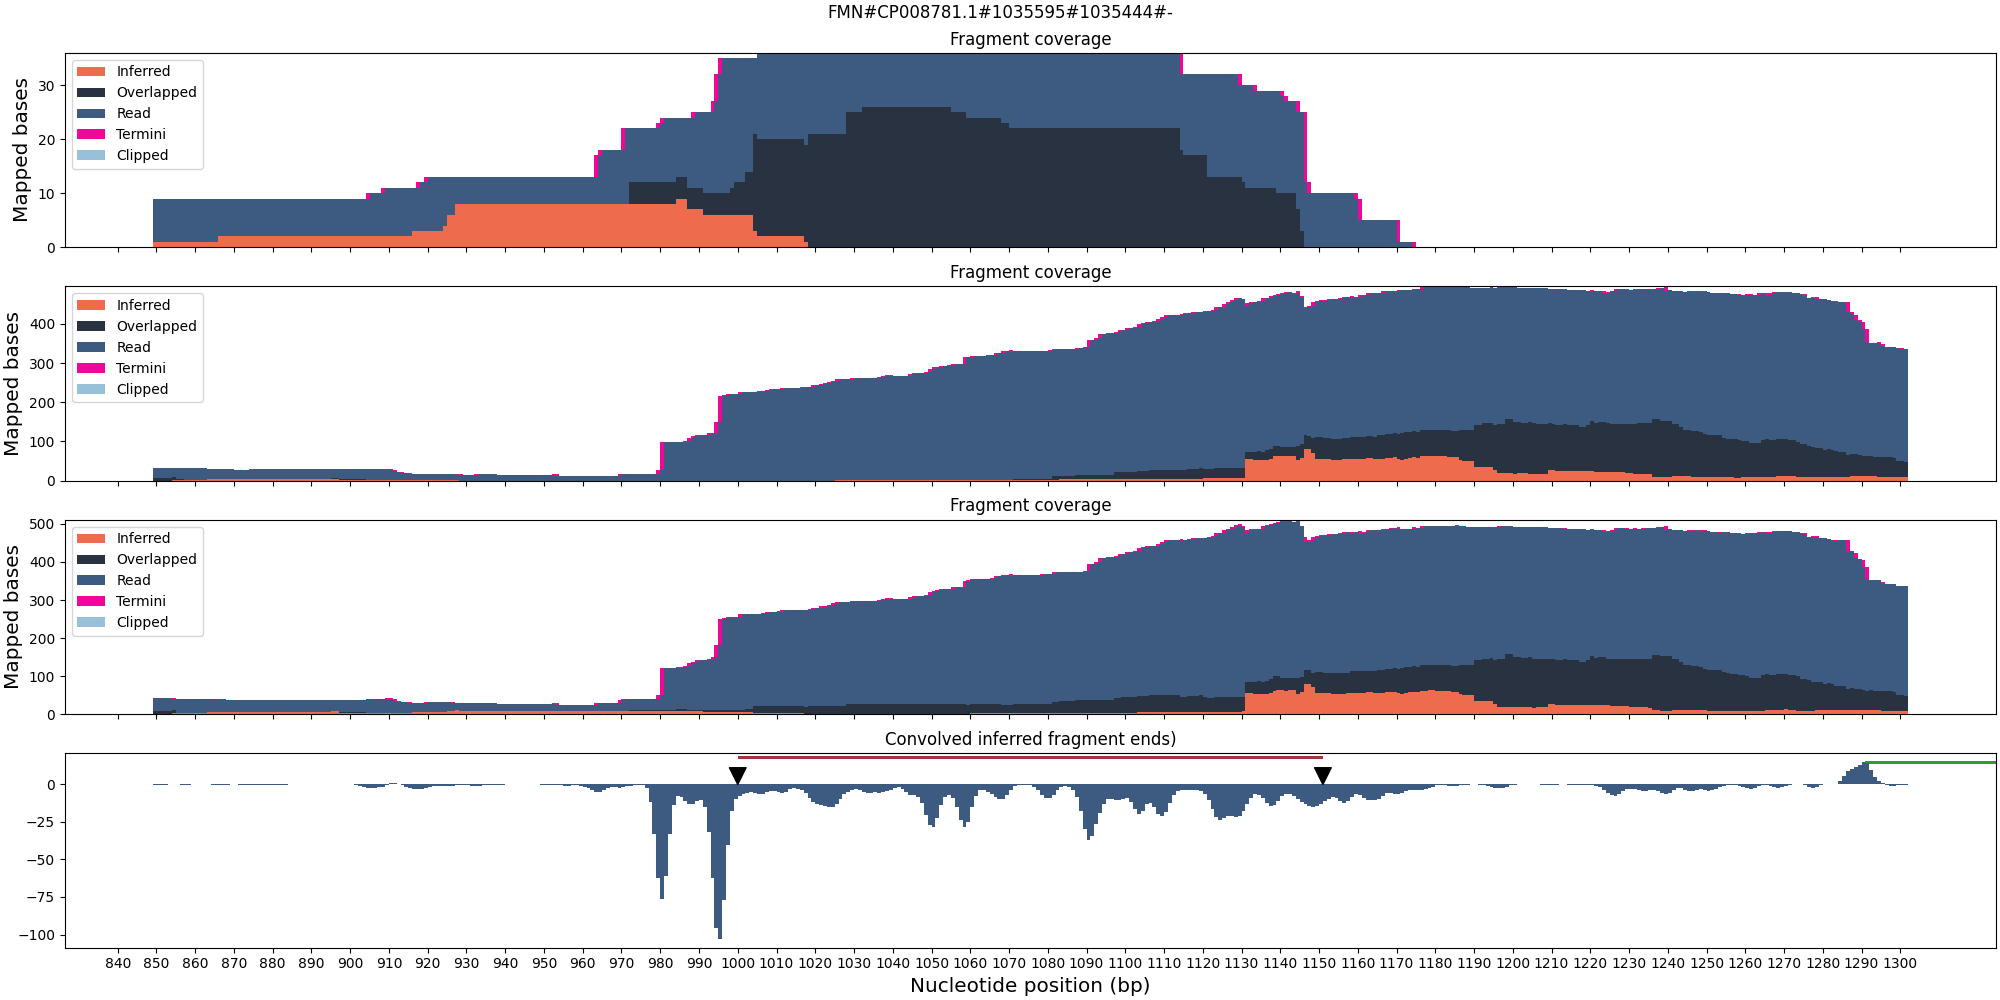 FMN#CP008781.1#1035595#1035444#-
Fragment coverage
Mapped bases
30
20
10
0
Inferred
Overlapped
Read
Termini
Clipped
Fragment coverage
Mapped bases
400
300
200
100
0
Inferred
Overlapped
Read
Termini
Clipped
Fragment coverage
Mapped bases
500
400
300
200
100
0
Inferred
Overlapped
Read
Termini
Clipped
Convolved inferred fragment ends)
0
−25
−50
−75
−100
840 850 860 870 880 890 900 910 920 930 940 950 960 970 980 990 1000 1010 1020 1030 1040 1050 1060 1070 1080 1090 1100 1110 1120 1130 1140 1150 1160 1170 1180 1190 1200 1210 1220 1230 1240 1250 1260 1270 1280 1290 1300
Nucleotide position (bp)